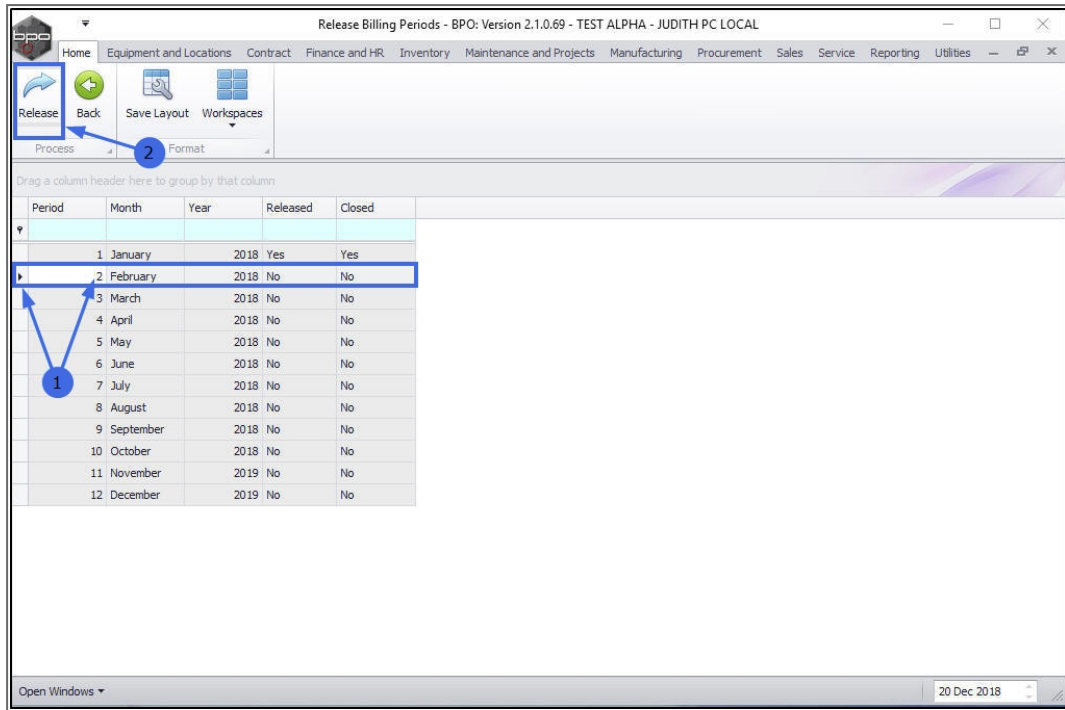 Release Billing Periods - BPO: Version 2.1.0.69 - TEST ALPHA - JUDITH PC LOCAL
bpo
Home Equipment and Locations Contract Finance and HR Inventory Maintenance and Projects Manufacturing Procurement Sales Service Reporting Utilities
Release Back Save Layout Workspaces
Process Format
2
Drag a column header here to group by that column
Period Month Year Released Closed
1 January 2018 Yes Yes
2 February 2018 No No
3 March 2018 No No
4 April 2018 No No
5 May 2018 No No
6 June 2018 No No
1
7 July 2018 No No
8 August 2018 No No
9 September 2018 No No
10 October 2018 No No
11 November 2019 No No
12 December 2019 No No
Open Windows 20 Dec 2018